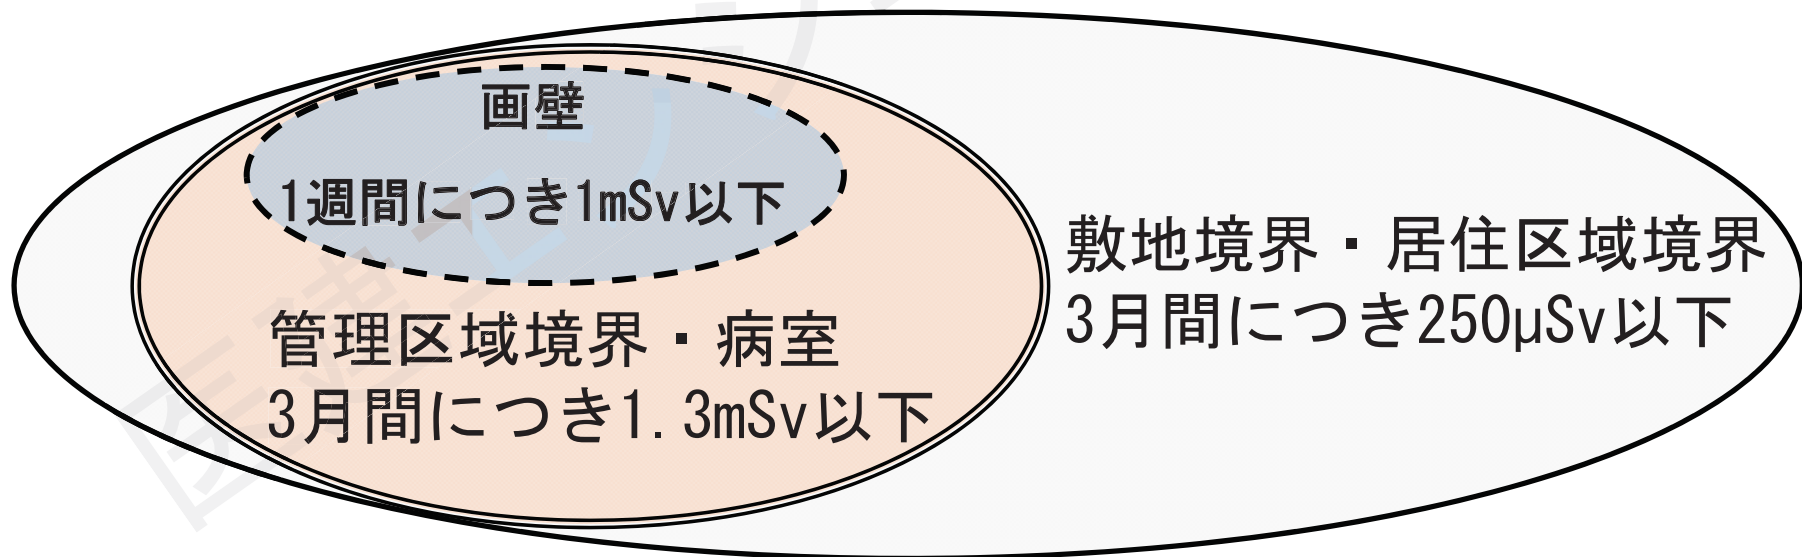 画壁
1週間につき1mSv以下
管理区域境界・病室
3月間につき1.3mSv以下
敷地境界・居住区域境界
3月間につき250μSv以下